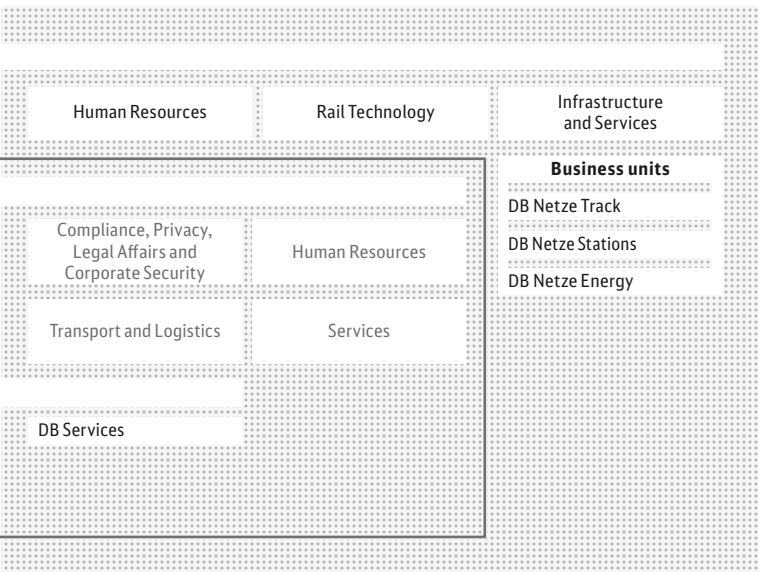 Human Resources
Rail Technology
Infrastructure
and Services
Business units
DB Netze Track
DB Netze Stations
DB Netze Energy
Compliance, Privacy,
Legal Affairs and
Corporate Security
Human Resources
Transport and Logistics
Services
DB Services